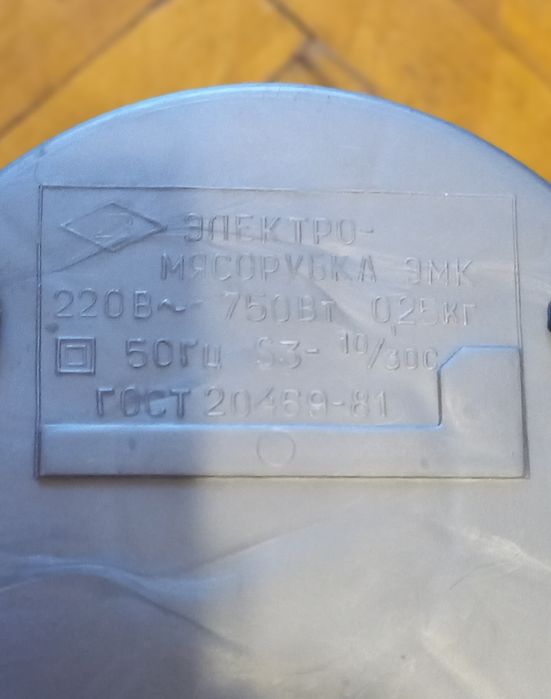 ЭЛЕКТРО-
МЯСОРУБКА ЭМК
220В~ 750Вт 0,25кг
50Гц S3-10/30С
ГОСТ 20469-81